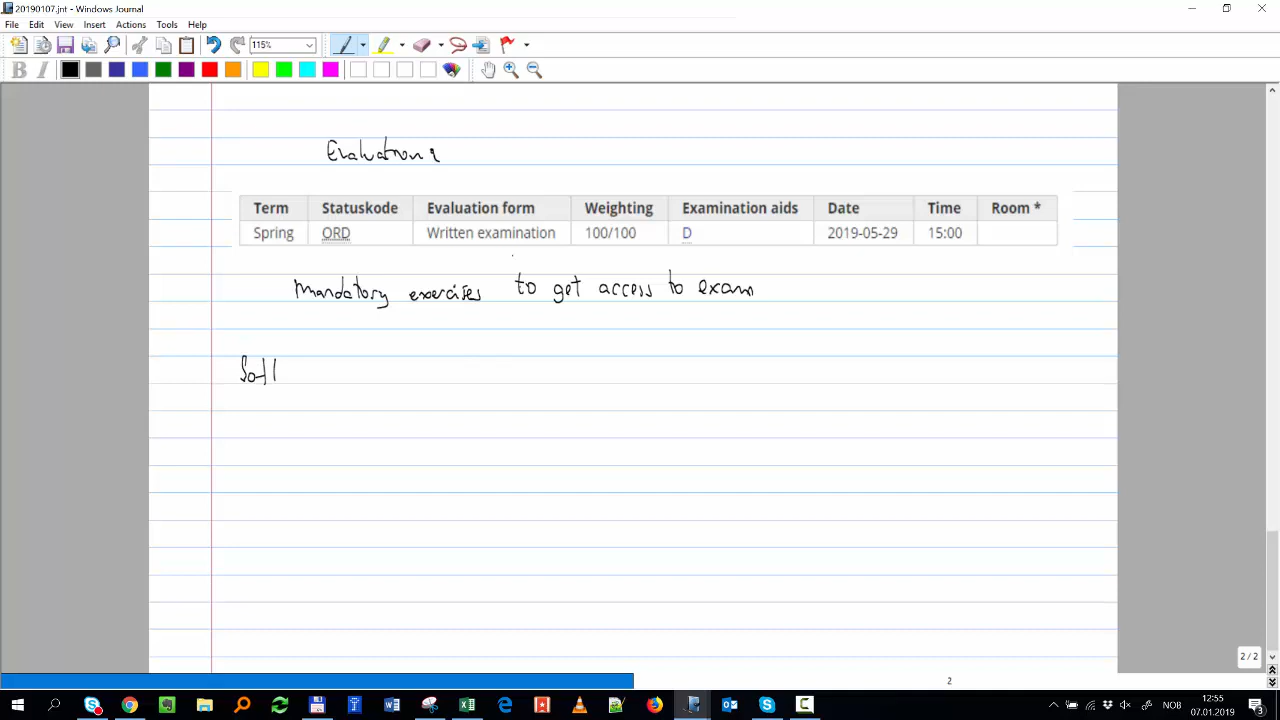 20190107.jnt - Windows Journal
File Edit View Insert Actions Tools Help
115%
B I
Term Statuskode Evaluation form Weighting Examination aids Date Time Room *
Spring ORD Written examination 100/100 D 2019-05-29 15:00
Mandatory exercises to get access to exam
2 / 2
2
12:55
NOB
07.01.2019
3